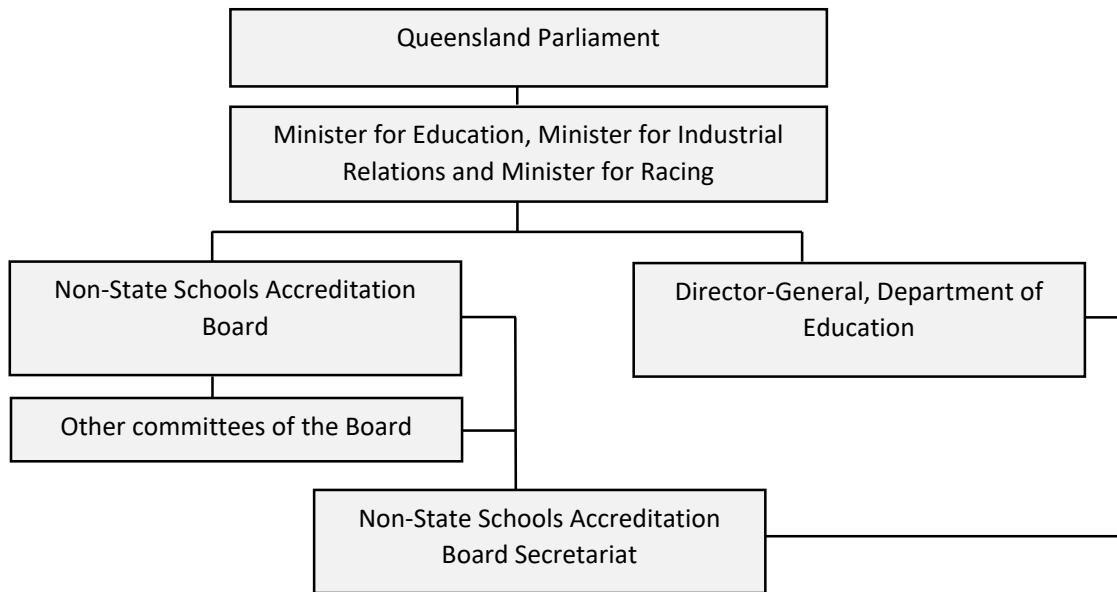 Queensland Parliament
Minister for Education, Minister for Industrial
Relations and Minister for Racing
Non-State Schools Accreditation
Board
Director-General, Department of
Education
Other committees of the Board
Non-State Schools Accreditation
Board Secretariat